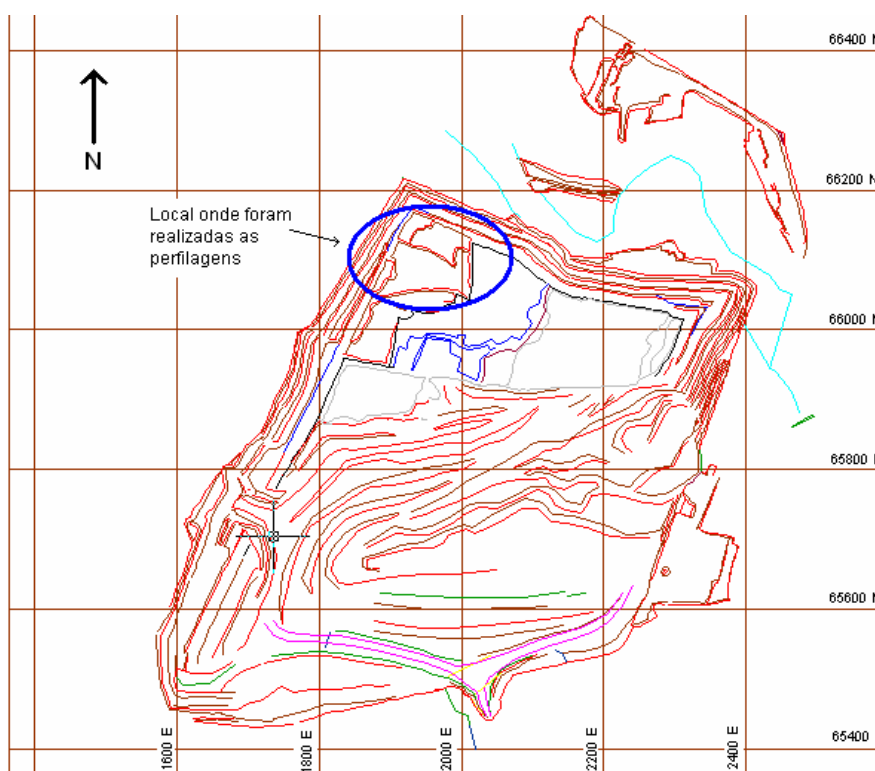 66400 N
N
66200 N
Local onde foram
realizadas as
perfilagens
66000 N
65800 N
65600 N
65400
1600 E
1800 E
2000 E
2200 E
2400 E